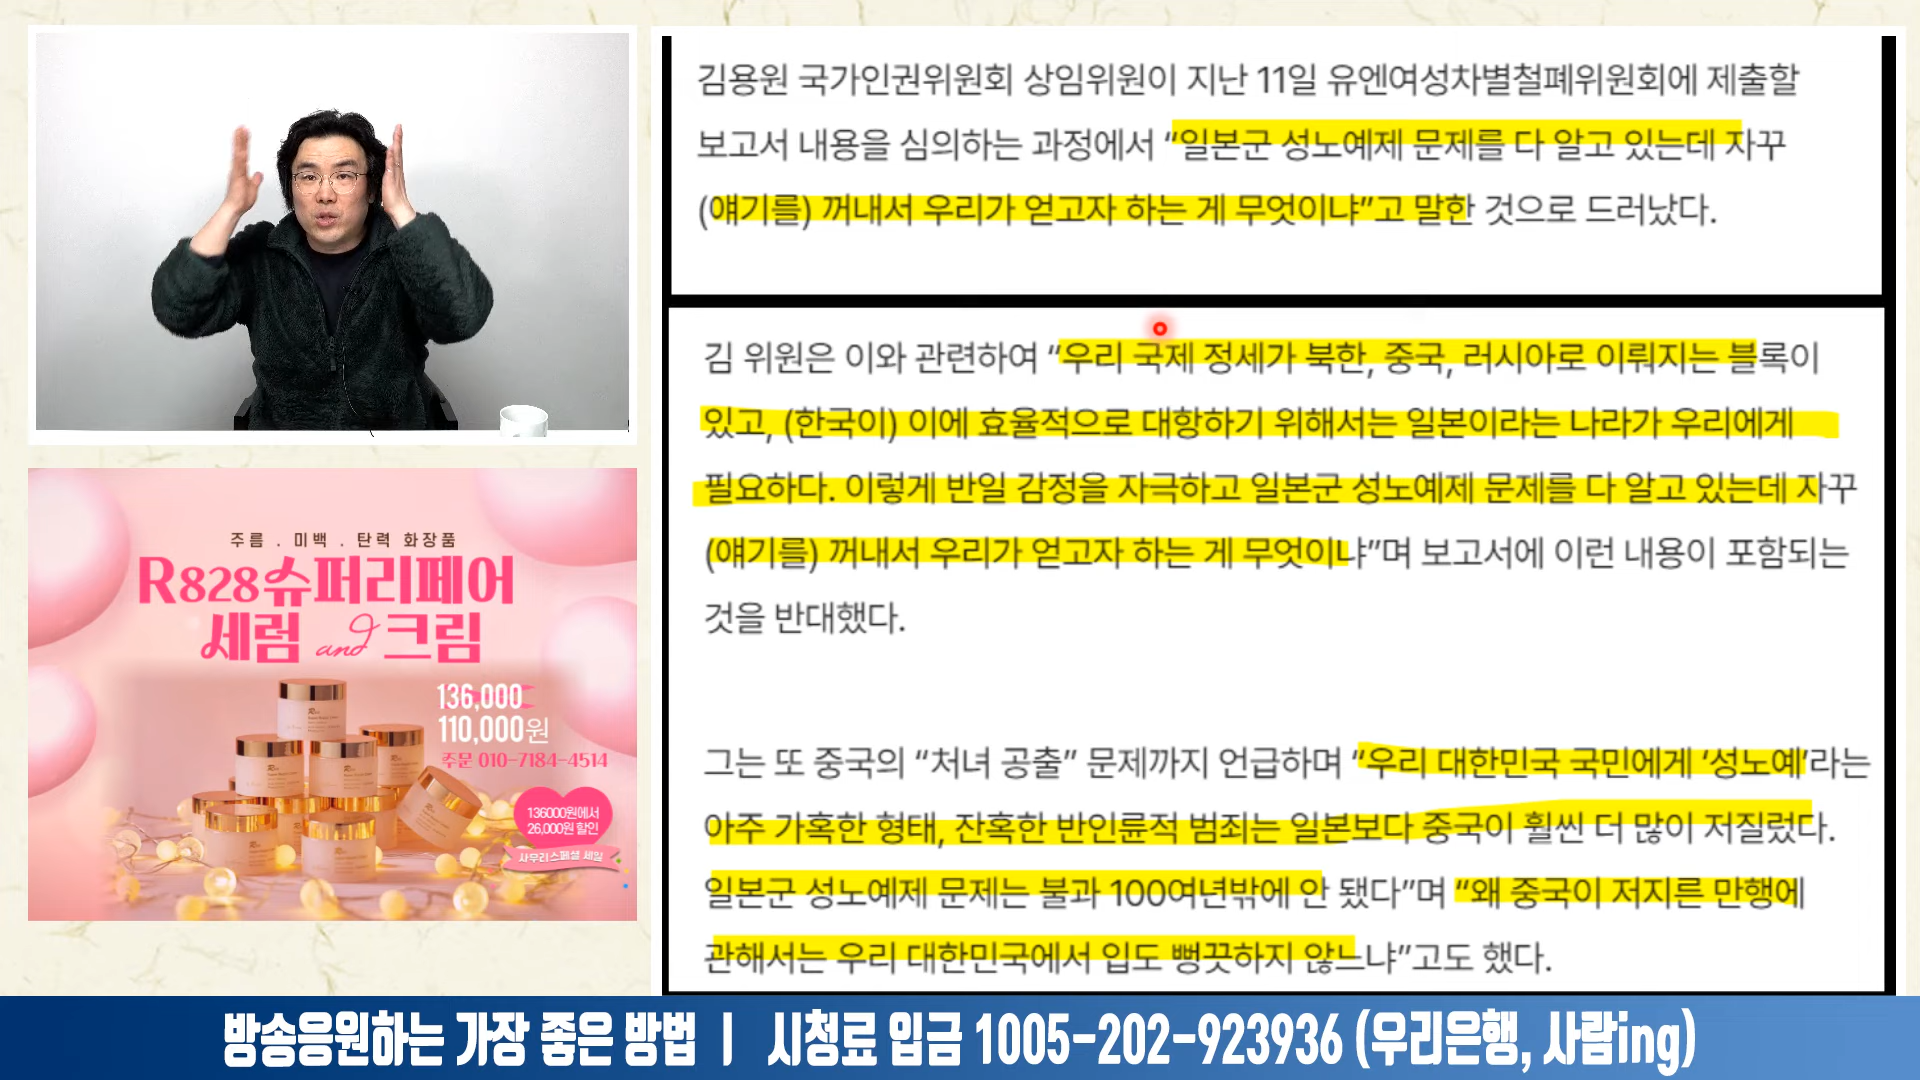 김용원 국가인권위원회 상임위원이 지난 11일 유엔여성차별철폐위원회에 제출할
보고서 내용을 심의하는 과정에서 “일본군 성노예제 문제를 다 알고 있는데 자꾸
(얘기를) 꺼내서 우리가 얻고자 하는 게 무엇이냐”고 말한 것으로 드러났다.
김 위원은 이와 관련하여 “우리 국제 정세가 북한, 중국, 러시아로 이뤄지는 블록이
있고, (한국이) 이에 효율적으로 대항하기 위해서는 일본이라는 나라가 우리에게
필요하다. 이렇게 반일 감정을 자극하고 일본군 성노예제 문제를 다 알고 있는데 자꾸
(얘기를) 꺼내서 우리가 얻고자 하는 게 무엇이냐”며 보고서에 이런 내용이 포함되는
것을 반대했다.
그는 또 중국의 “처녀 공출” 문제까지 언급하며 “우리 대한민국 국민에게 ‘성노예’라는
아주 가혹한 형태, 잔혹한 반인륜적 범죄는 일본보다 중국이 훨씬 더 많이 저질렀다.
일본군 성노예제 문제는 불과 100여년밖에 안 됐다”며 “왜 중국이 저지른 만행에
관해서는 우리 대한민국에서 입도 뻥끗하지 않느냐”고도 했다.
주름 . 미백 . 탄력 화장품
R828슈퍼리페어
세럼 and 크림
136,000
110,000원
주문 010-7184-4514
136000원에서
26,000원 할인
사무리스페셜 세일
방송응원하는 가장 좋은 방법 | 시청료 입금 1005-202-923936 (우리은행, 사람ing)